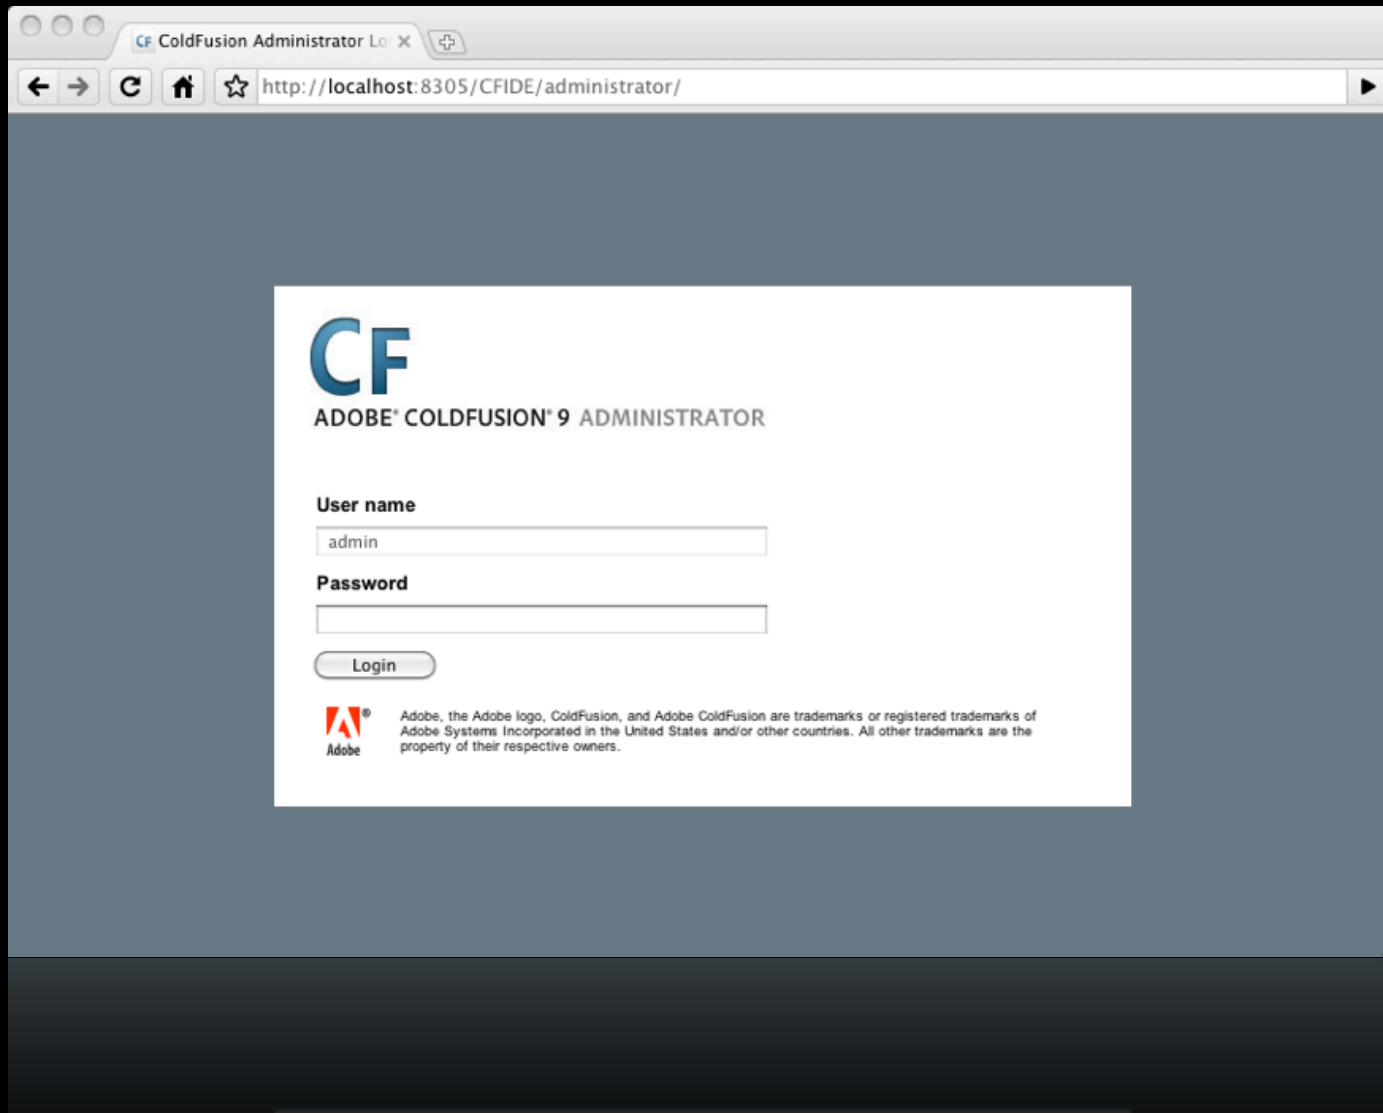 CF ColdFusion Administrator Lo
http://localhost:8305/CFIDE/administrator/
CF
ADOBE® COLDFUSION® 9 ADMINISTRATOR
User name
admin
Password
Login
Adobe, the Adobe logo, ColdFusion, and Adobe ColdFusion are trademarks or registered trademarks of
Adobe Systems Incorporated in the United States and/or other countries. All other trademarks are the
property of their respective owners.
®
Adobe